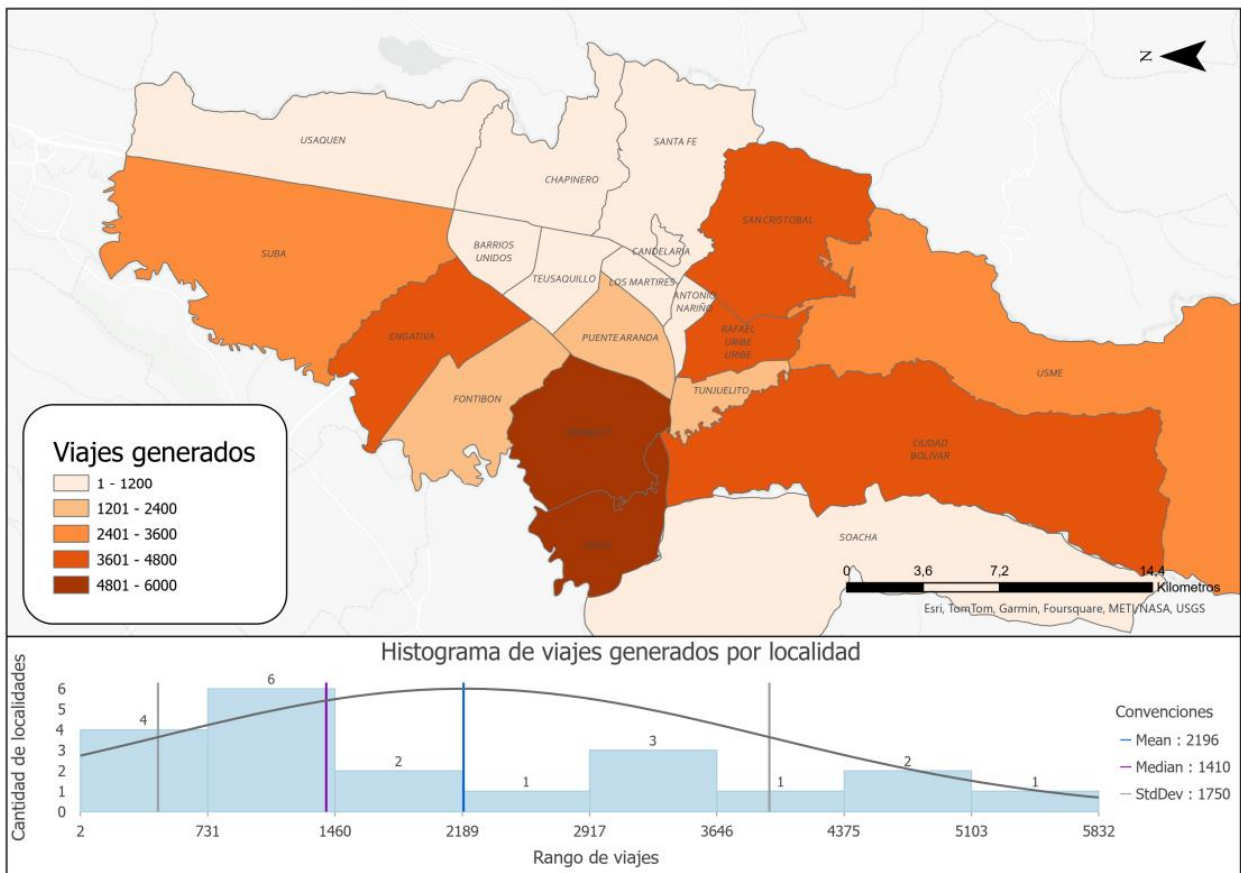 N
USAQUEN
SANTA FE
CHAPINERO
SAN CRISTOBAL
SUBA
BARRIOS
UNIDOS
CANDELARIA
TEUSAQUILLO
LOS MARTIRES
ANTONIO
NARIÑO
ENGATIVA
PUENTE ARANDA
RAFAEL
URIBE
URIBE
USME
TUNJUELITO
FONTIBON
CIUDAD
BOLIVAR
SOACHA
Viajes generados
1 - 1200
1201 - 2400
2401 - 3600
3601 - 4800
4801 - 6000
0 3,6 7,2 14,4
Kilometros
Esri, TomTom, Garmin, Foursquare, METI/NASA, USGS
Histograma de viajes generados por localidad
Cantidad de localidades
6
5
4
3
2
1
0
4 6 2 1 3 1 2 1
2 731 1460 2189 2917 3646 4375 5103 5832
Rango de viajes
Convenciones
Mean : 2196
Median : 1410
StdDev : 1750